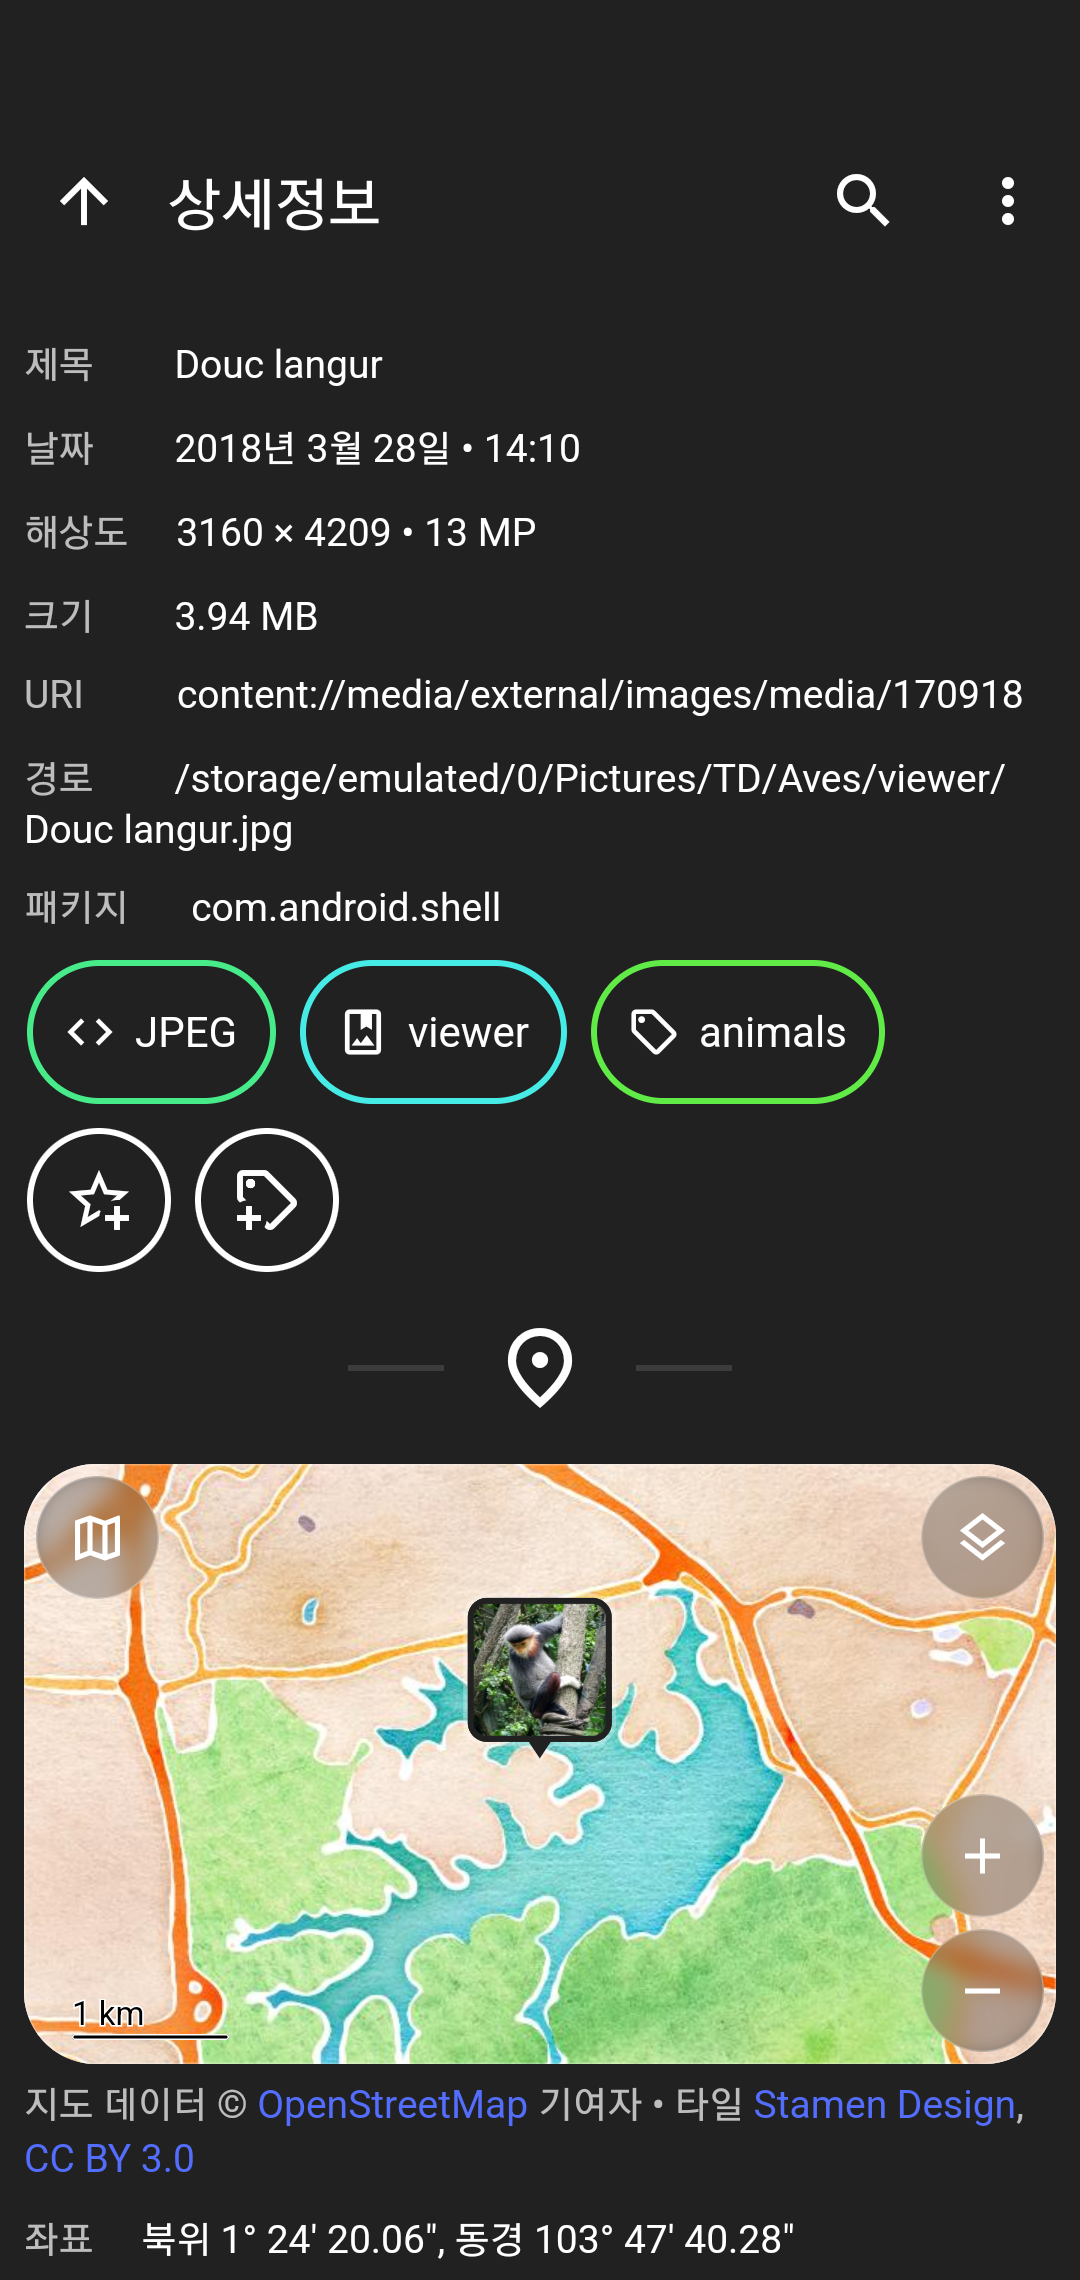 상세정보
제목 Douc langur
날짜 2018년 3월 28일 • 14:10
해상도 3160 × 4209 • 13 MP
크기 3.94 MB
URI content://media/external/images/media/170918
경로 /storage/emulated/0/Pictures/TD/Aves/viewer/
Douc langur.jpg
패키지 com.android.shell
JPEG viewer animals
1 km
지도 데이터 © OpenStreetMap 기여자 • 타일 Stamen Design,
CC BY 3.0
좌표 북위 1° 24' 20.06", 동경 103° 47' 40.28"